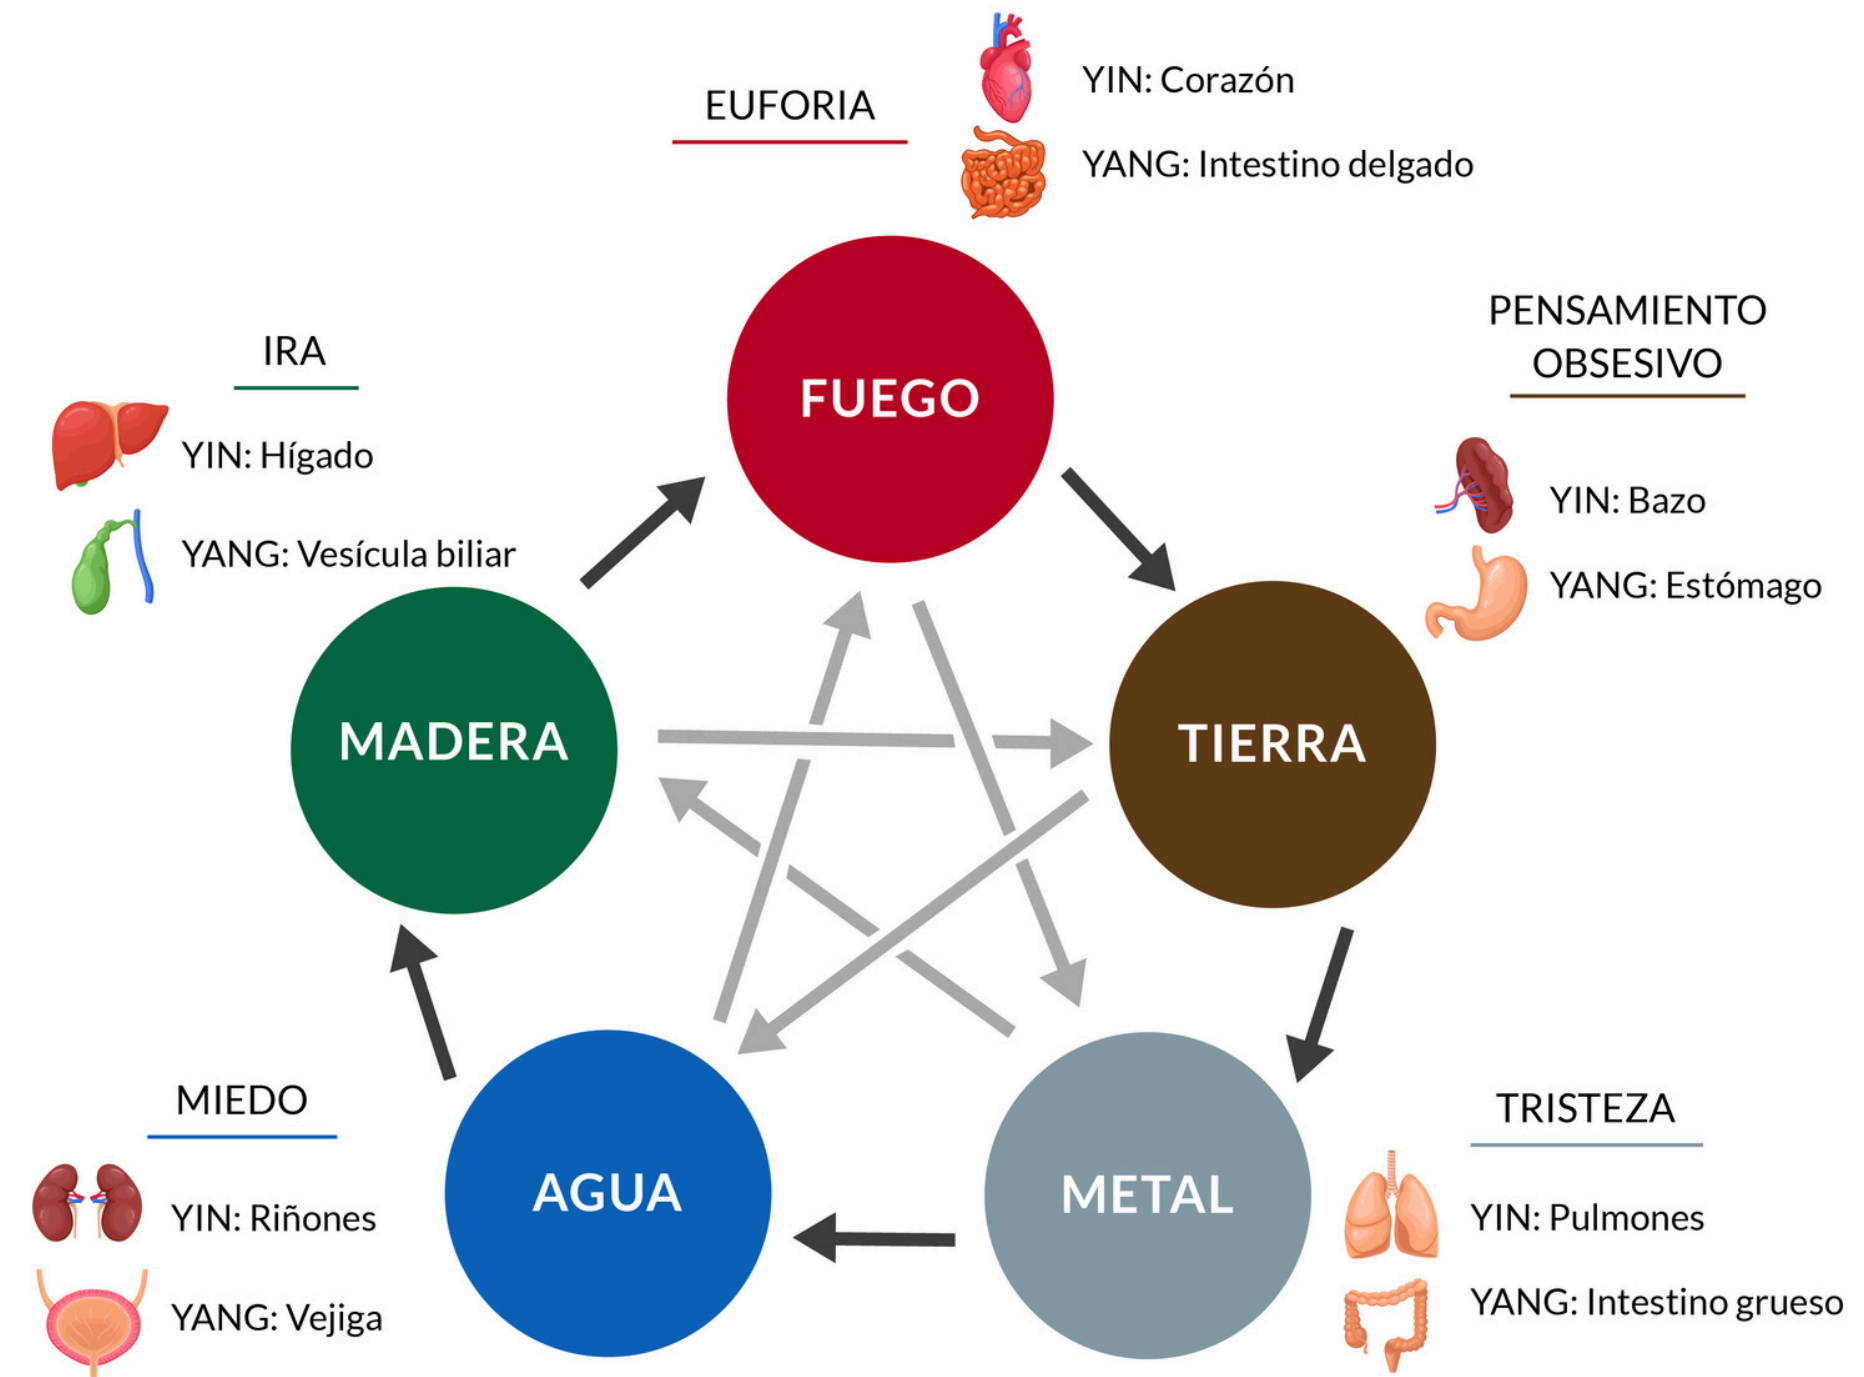 EUFORIA
YIN: Corazón
YANG: Intestino delgado
FUEGO
PENSAMIENTO
OBSESIVO
YIN: Bazo
YANG: Estómago
TIERRA
IRA
YIN: Hígado
YANG: Vesícula biliar
MADERA
MIEDO
YIN: Riñones
YANG: Vejiga
AGUA
METAL
TRISTEZA
YIN: Pulmones
YANG: Intestino grueso